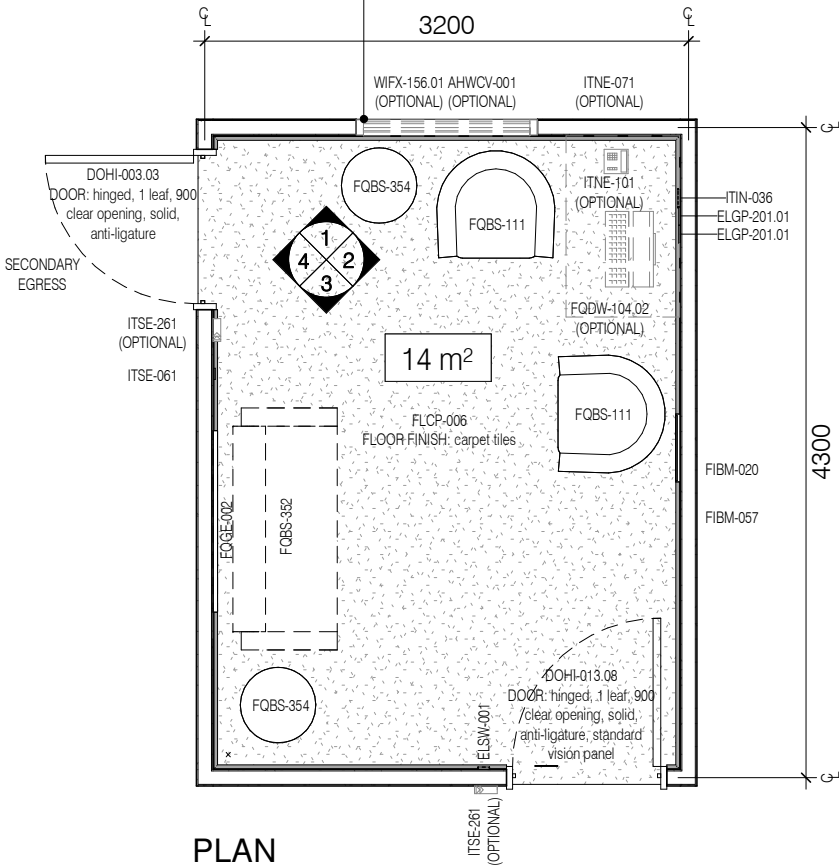 ℄
℄
3200
WIFX-156.01 AHWCV-001
(OPTIONAL) (OPTIONAL)
ITNE-071
(OPTIONAL)
℄
DOHI-003.03
DOOR: hinged, 1 leaf, 900
clear opening, solid,
anti-ligature
SECONDARY
EGRESS
FQBS-354
FQBS-111
ITNE-101
(OPTIONAL)
ITIN-036
ELGP-201.01
ELGP-201.01
1
4 2
3
FQDW-104.02
(OPTIONAL)
ITSE-261
(OPTIONAL)
ITSE-061
14 m²
FLCP-006
FLOOR FINISH: carpet tiles
FQBS-111
4300
FIBM-020
FIBM-057
FQGE-002
FQBS-352
FQBS-354
DOHI-013.08
DOOR: hinged, 1 leaf, 900
clear opening, solid,
anti-ligature, standard
vision panel
ELSW-001
ITSE-261
(OPTIONAL)
℄
PLAN